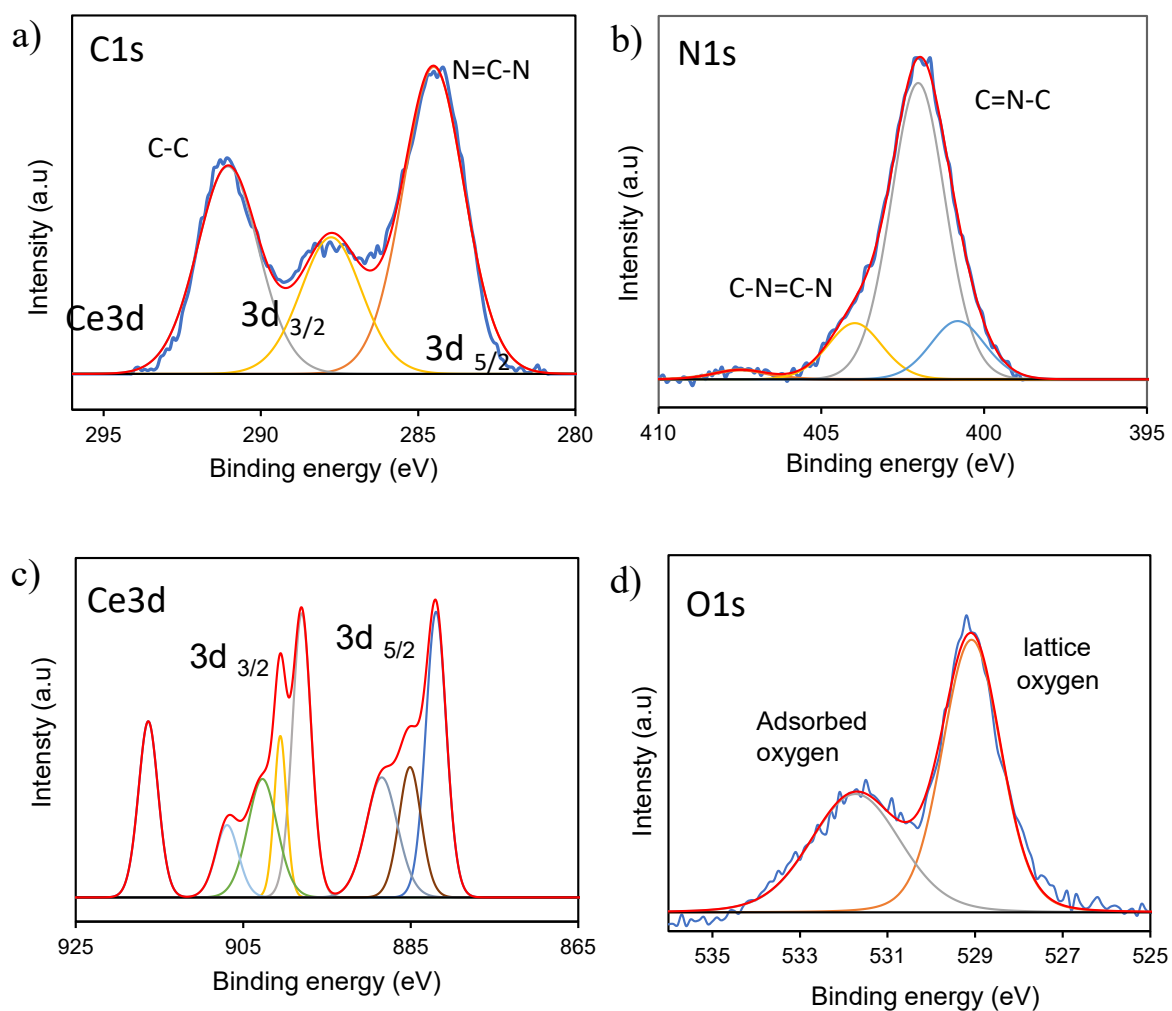 a)
C1s
N=C-N
C-C
Ce3d
3d 3/2
3d 5/2
Intensity (a.u)
295
290
285
280
Binding energy (eV)
b)
N1s
C=N-C
C-N=C-N
Intensity (a.u)
410
405
400
395
Binding energy (eV)
c)
Ce3d
3d 3/2
3d 5/2
Intensty (a.u)
925
905
885
865
Binding energy (eV)
d)
O1s
lattice
oxygen
Adsorbed
oxygen
Intensty (a.u)
535
533
531
529
527
525
Binding energy (eV)